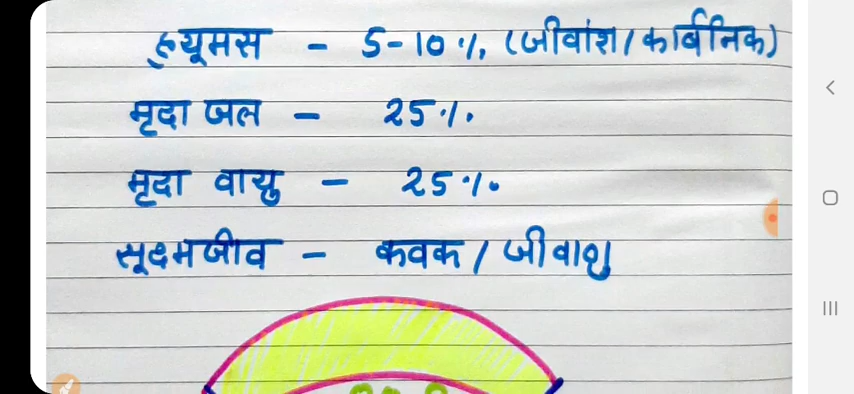 ह्यूमस - 5-10%, (जीवांश/कार्बनिक)
मृदा जल - 25%.
मृदा वायु - 25%.
सूक्ष्मजीव - कवक / जीवाणु